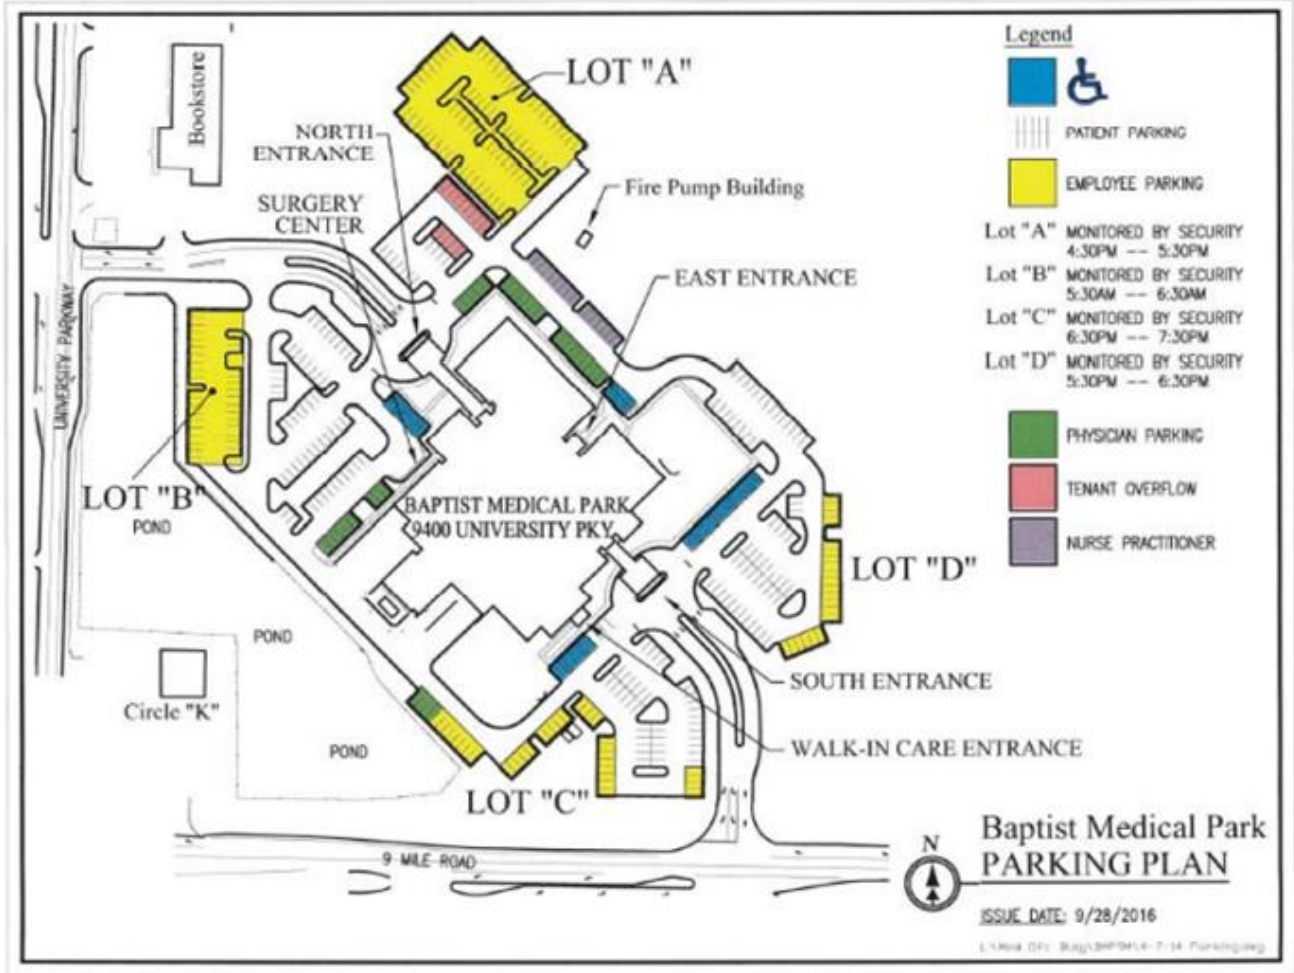 Legend
PATIENT PARKING
EMPLOYEE PARKING
Lot "A" MONITORED BY SECURITY
4:30PM -- 5:30PM
Lot "B" MONITORED BY SECURITY
5:30AM -- 6:30AM
Lot "C" MONITORED BY SECURITY
6:30PM -- 7:30PM
Lot "D" MONITORED BY SECURITY
5:30PM -- 6:30PM
PHYSICIAN PARKING
TENANT OVERFLOW
NURSE PRACTITIONER
Bookstore
LOT "A"
NORTH
ENTRANCE
SURGERY
CENTER
Fire Pump Building
EAST ENTRANCE
UNIVERSITY PARKWAY
LOT "B"
POND
BAPTIST MEDICAL PARK
9400 UNIVERSITY PKY
LOT "D"
POND
SOUTH ENTRANCE
Circle "K"
POND
WALK-IN CARE ENTRANCE
LOT "C"
9 MILE ROAD
N
Baptist Medical Park
PARKING PLAN
ISSUE DATE: 9/28/2016